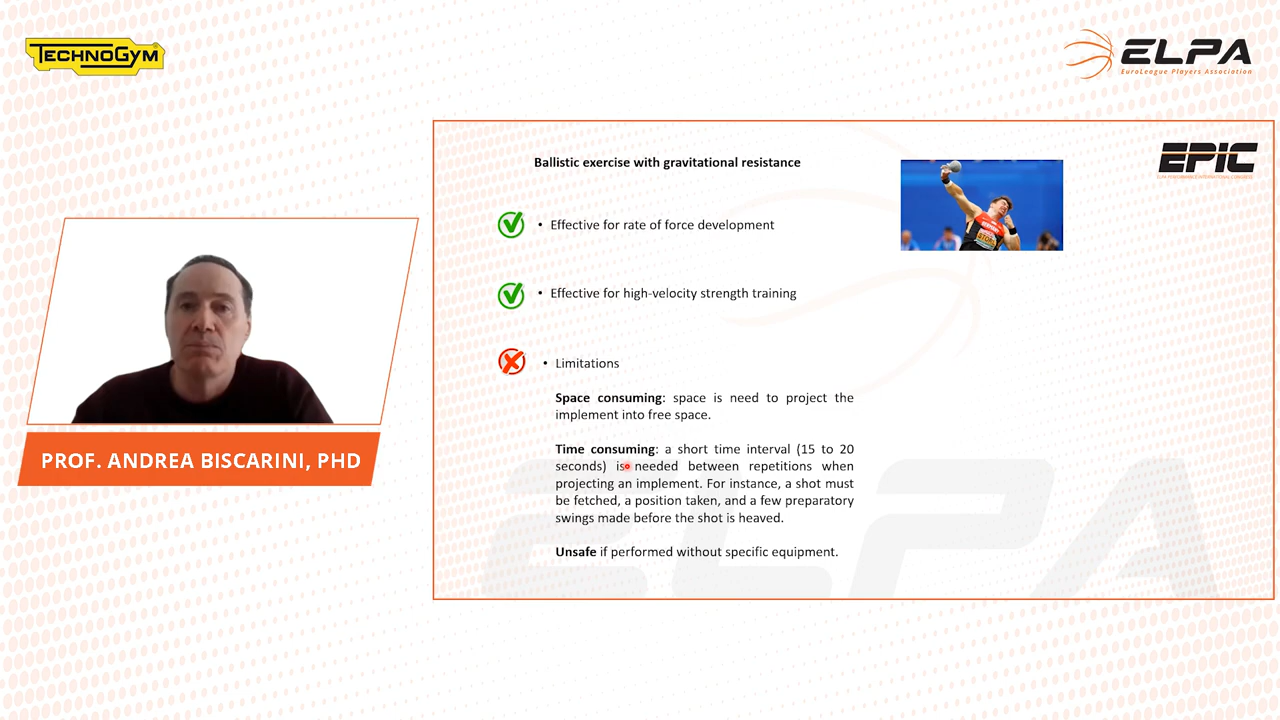 TECHNOGYM
ELPA
EuroLeague Players Association
EPIC
Ballistic exercise with gravitational resistance
• Effective for rate of force development
• Effective for high-velocity strength training
• Limitations
Space consuming: space is need to project the
implement into free space.
Time consuming: a short time interval (15 to 20
seconds) is needed between repetitions when
projecting an implement. For instance, a shot must
be fetched, a position taken, and a few preparatory
swings made before the shot is heaved.
Unsafe if performed without specific equipment.
PROF. ANDREA BISCARINI, PHD
ELPA